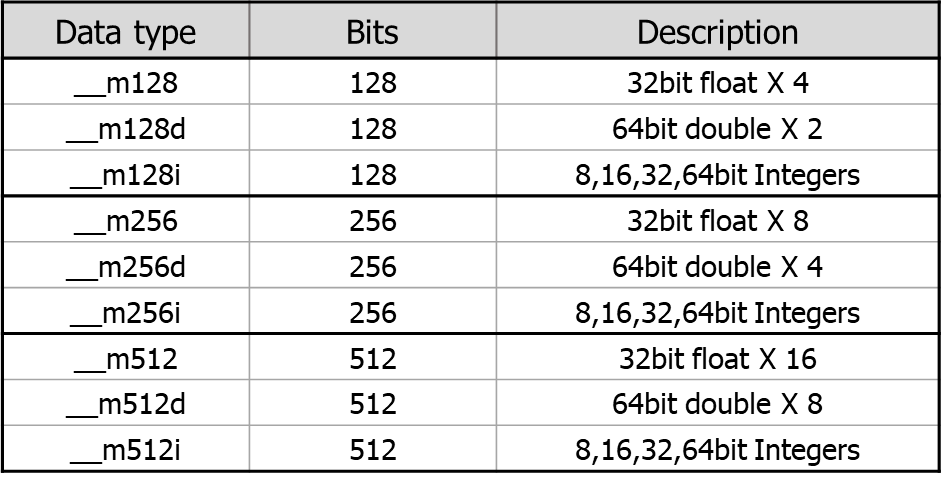 Data type Bits Description
__m128 128 32bit float X 4
__m128d 128 64bit double X 2
__m128i 128 8,16,32,64bit Integers
__m256 256 32bit float X 8
__m256d 256 64bit double X 4
__m256i 256 8,16,32,64bit Integers
__m512 512 32bit float X 16
__m512d 512 64bit double X 8
__m512i 512 8,16,32,64bit Integers